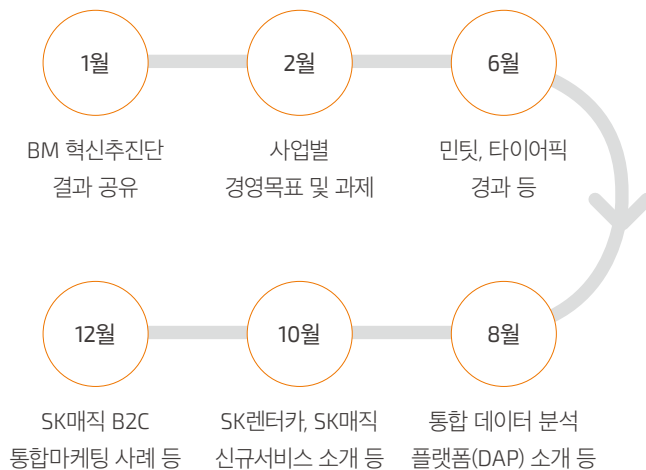 1월
BM 혁신추진단
결과 공유
2월
사업별
경영목표 및 과제
6월
민팃, 타이어픽
경과 등
8월
통합 데이터 분석
플랫폼(DAP) 소개 등
10월
SK렌터카, SK매직
신규서비스 소개 등
12월
SK매직 B2C
통합마케팅 사례 등